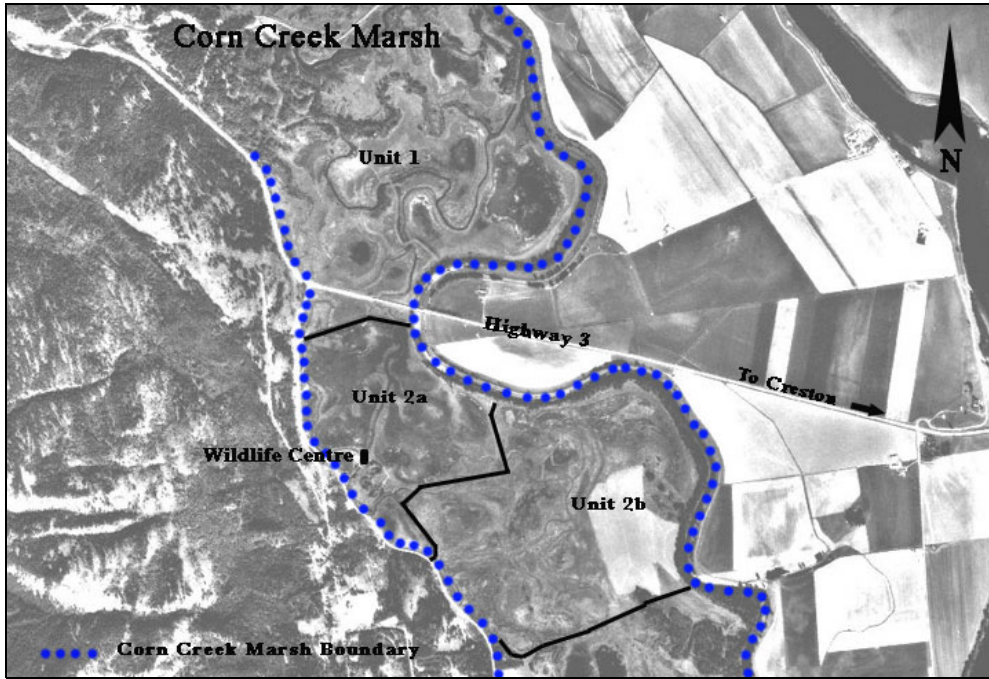 Corn Creek Marsh
Unit 1
N
Highway 3
To Creston
Unit 2a
Wildlife Centre
Unit 2b
Corn Creek Marsh Boundary